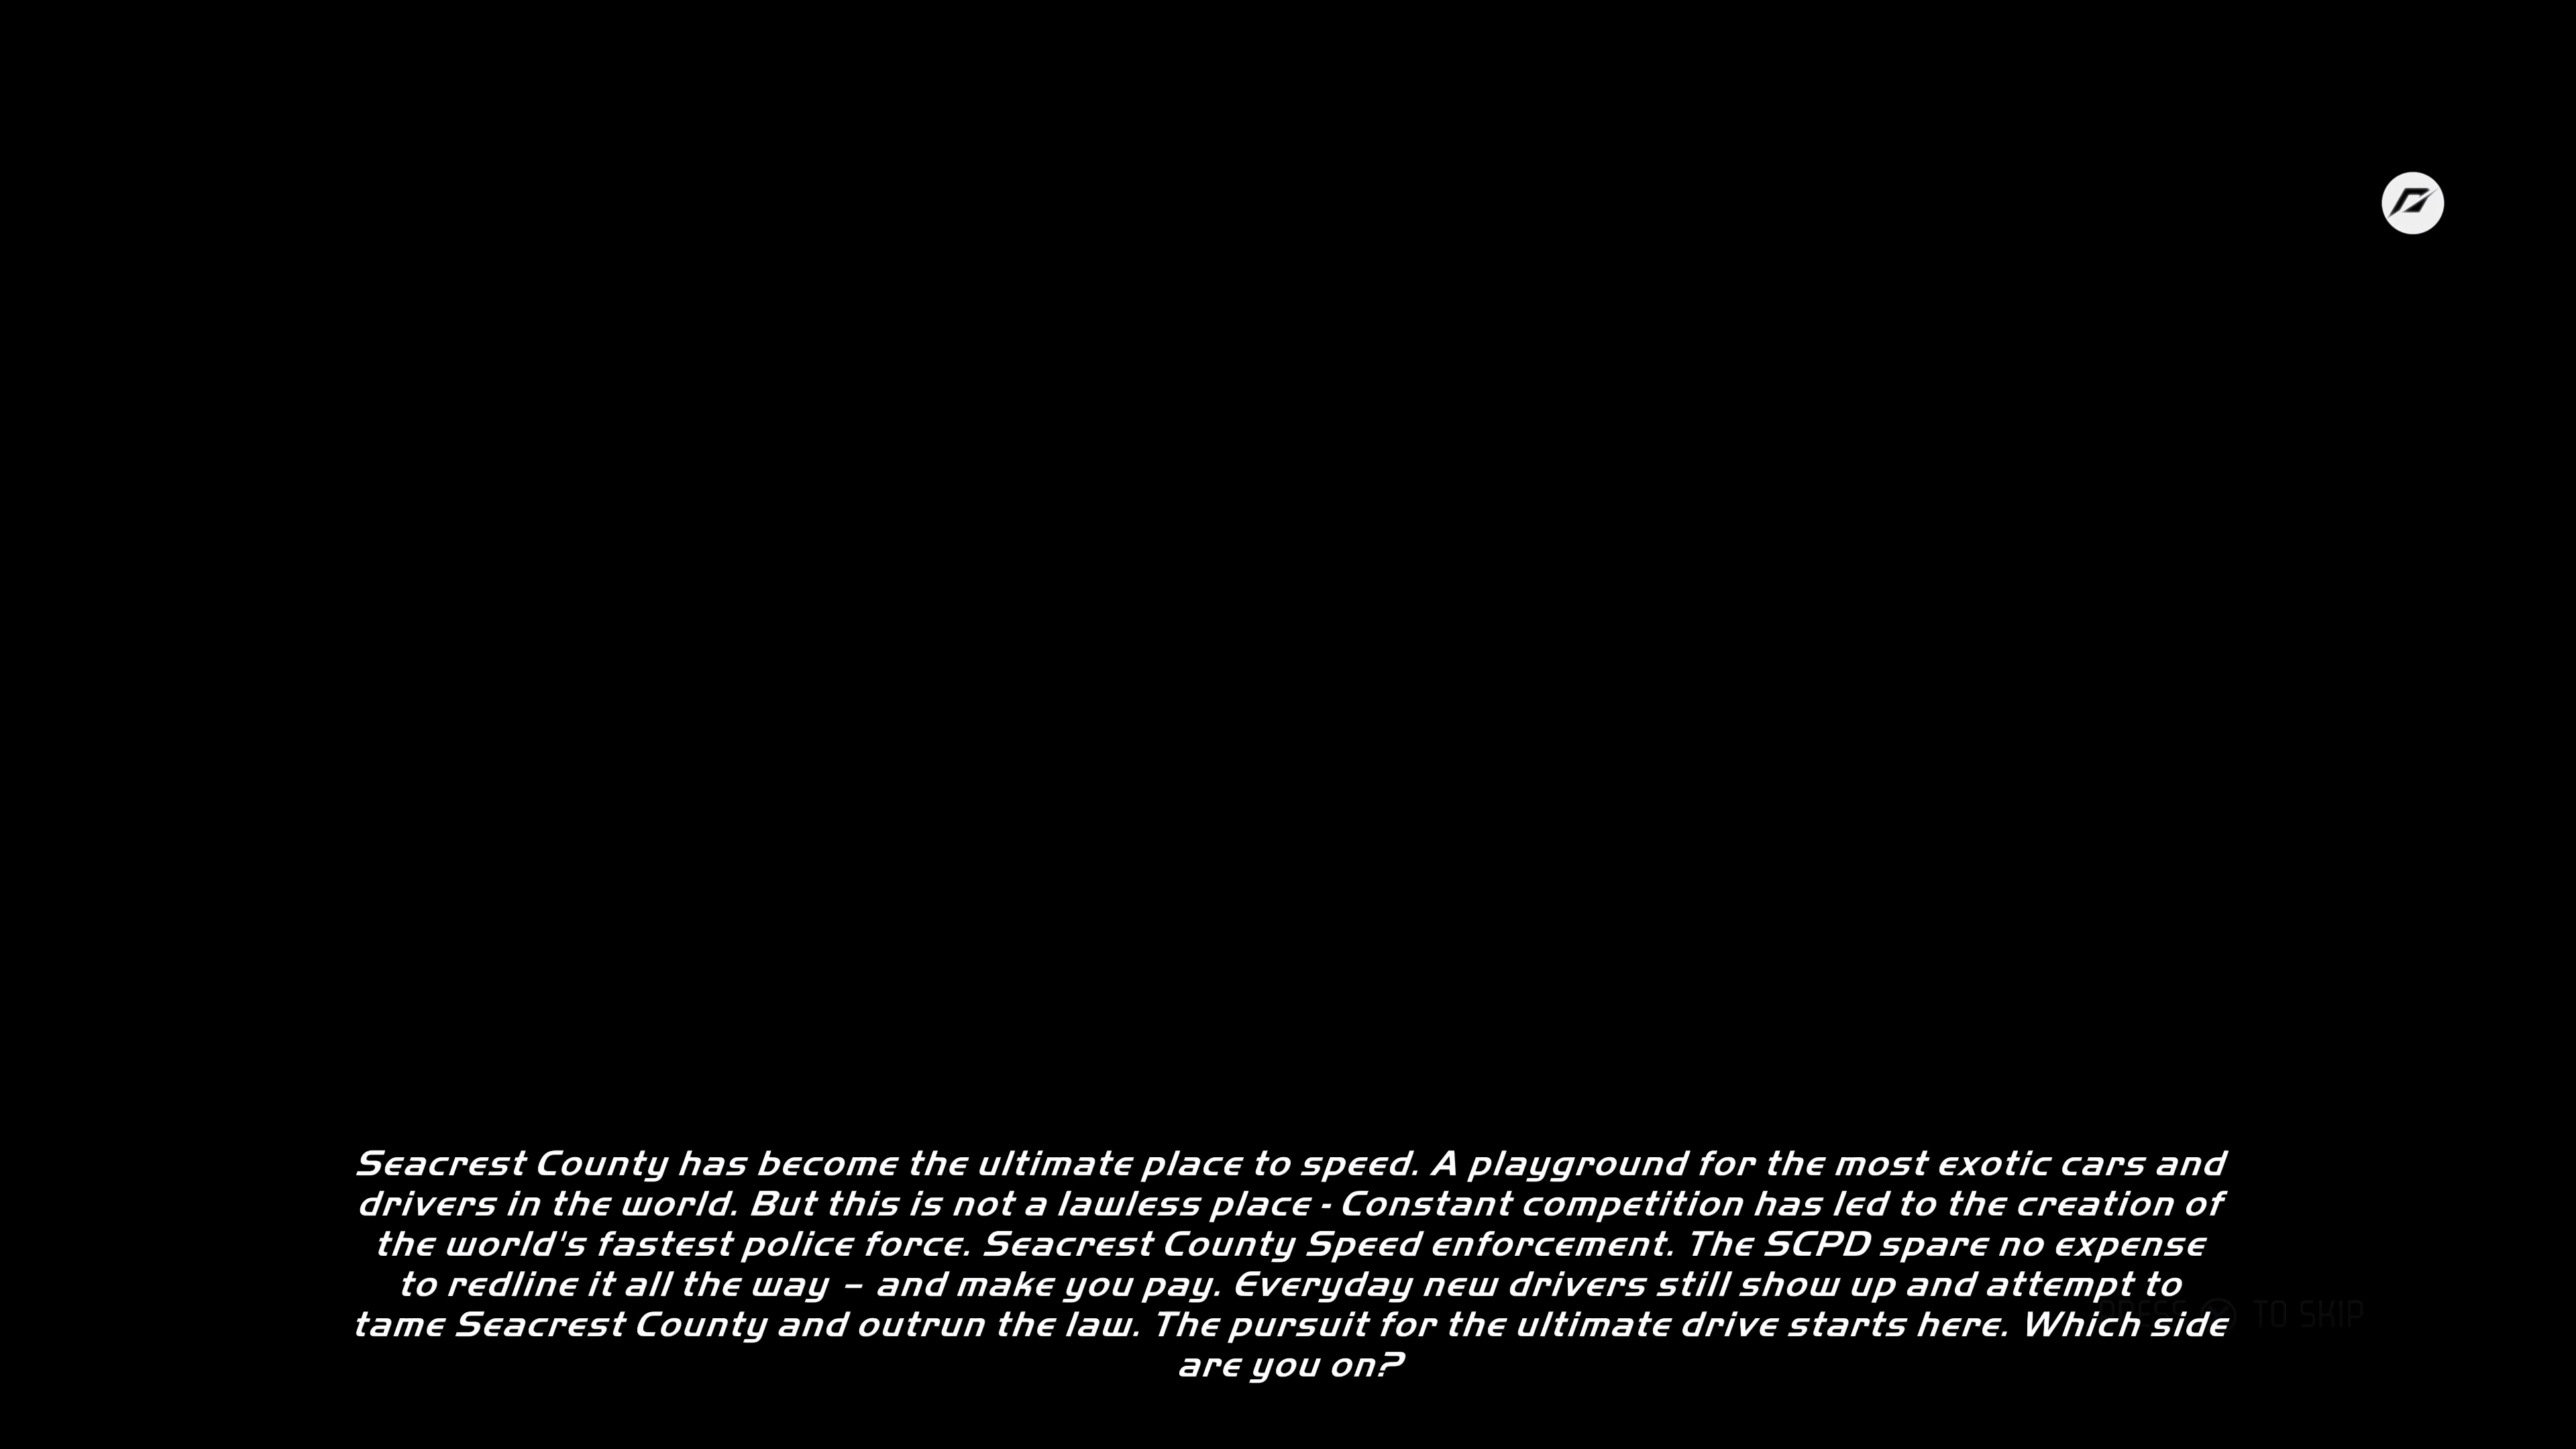 Seacrest County has become the ultimate place to speed. A playground for the most exotic cars and
drivers in the world. But this is not a lawless place - Constant competition has led to the creation of
the world's fastest police force. Seacrest County Speed enforcement. The SCPD spare no expense
to redline it all the way – and make you pay. Everyday new drivers still show up and attempt to
tame Seacrest County and outrun the law. The pursuit for the ultimate drive starts here. Which side
are you on?
PRESS X TO SKIP